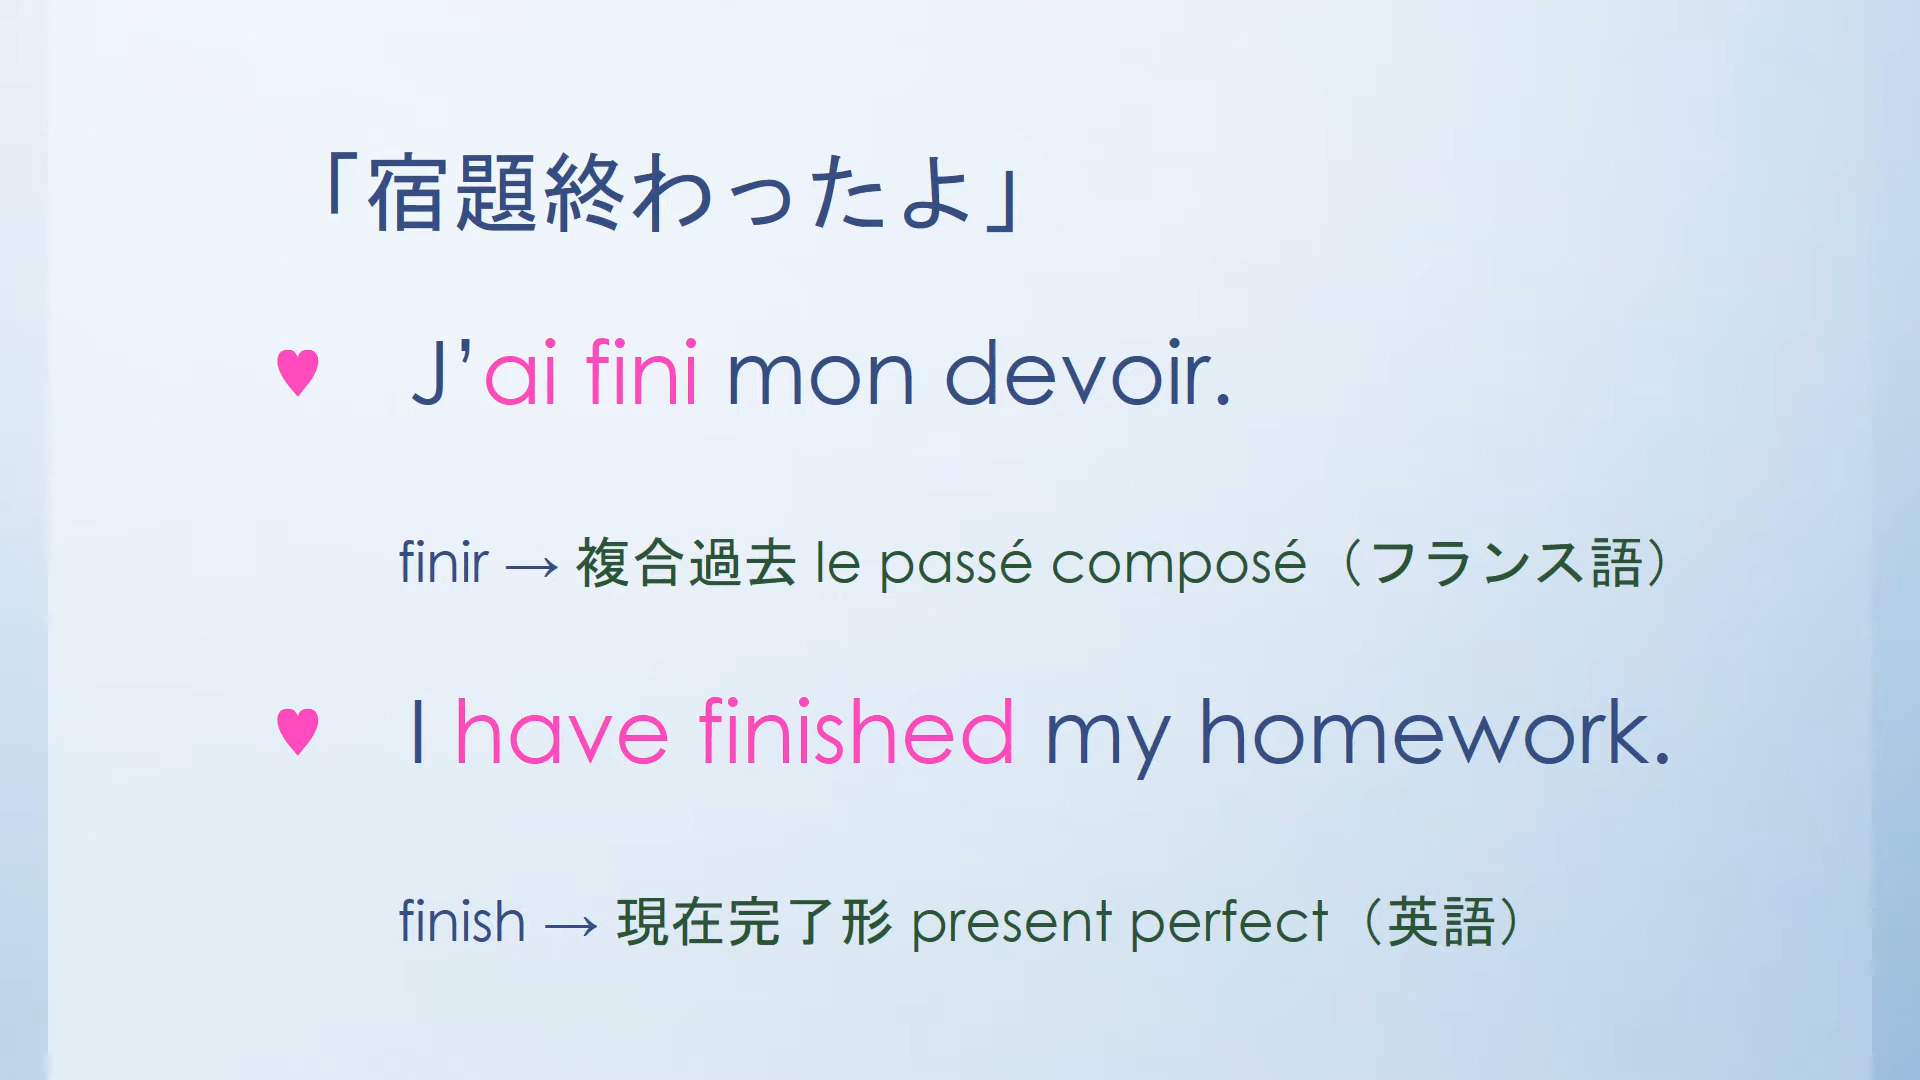 「宿題終わったよ」
♥ J’ai fini mon devoir.
finir → 複合過去 le passé composé（フランス語）
♥ I have finished my homework.
finish → 現在完了形 present perfect（英語）